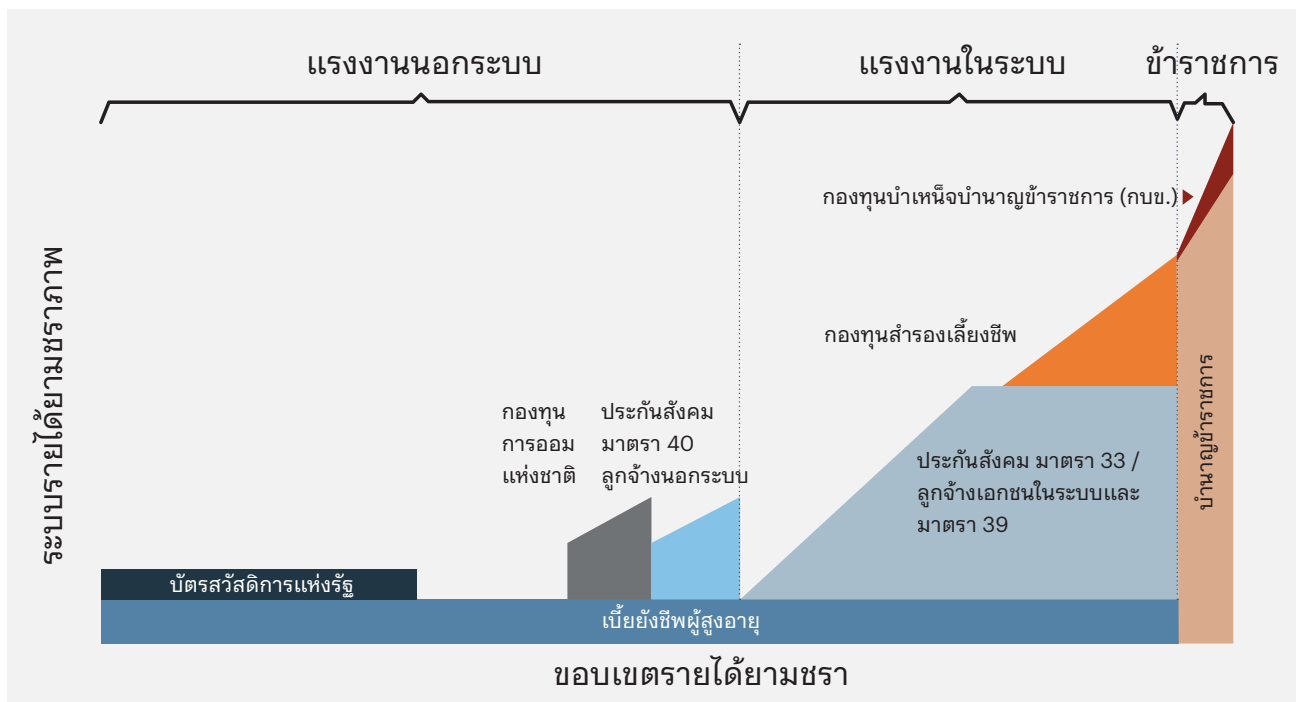 แรงงานนอกระบบ
แรงงานในระบบ
ข้าราชการ
กองทุนบำเหน็จบำนาญข้าราชการ (กบข.)
กองทุนสำรองเลี้ยงชีพ
กองทุน
การออม
แห่งชาติ
ประกันสังคม
มาตรา 40
ลูกจ้างนอกระบบ
ประกันสังคม มาตรา 33 /
ลูกจ้างเอกชนในระบบและ
มาตรา 39
บำนาญข้าราชการ
บัตรสวัสดิการแห่งรัฐ
เบี้ยยังชีพผู้สูงอายุ
ระบบรายได้ยามชราภาพ
ขอบเขตรายได้ยามชรา